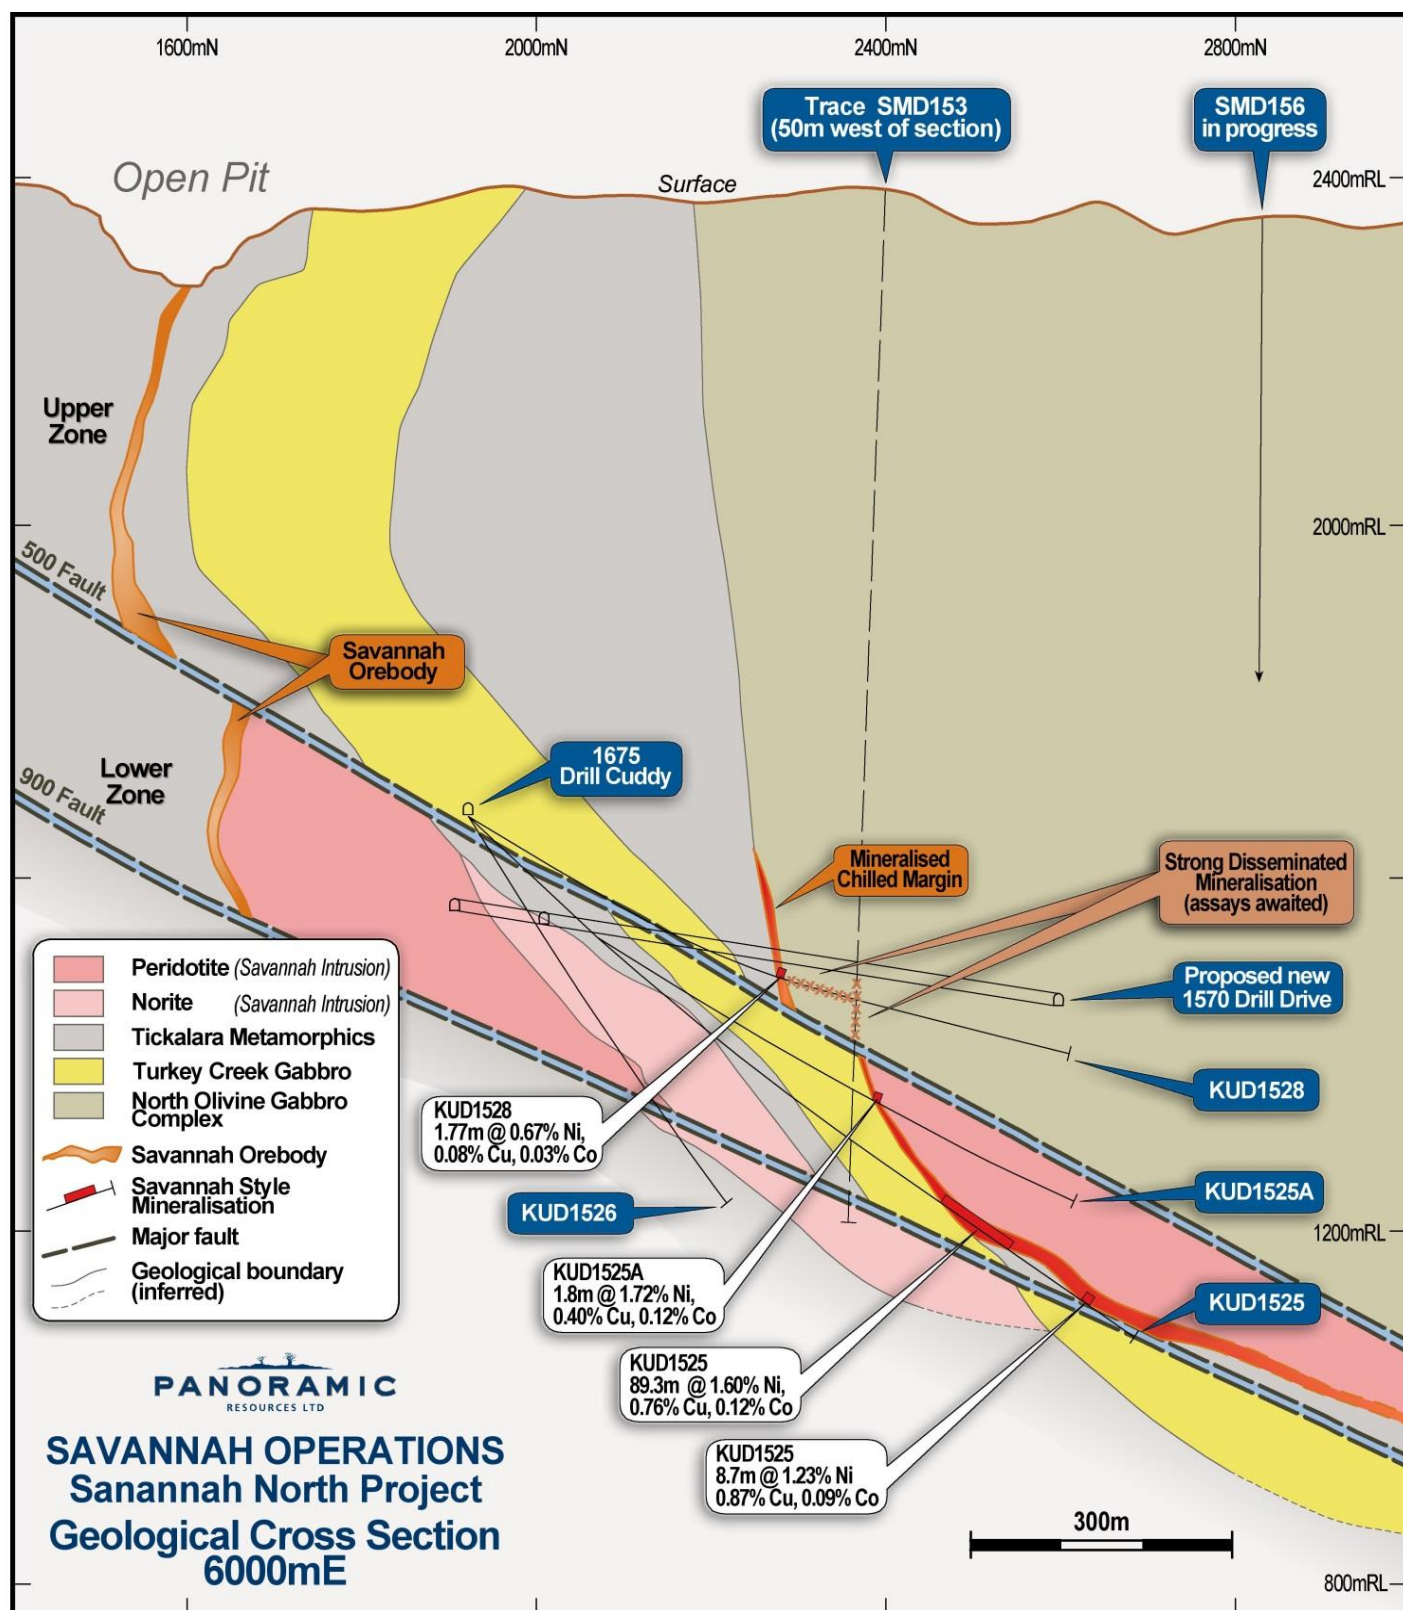 1600mN
2000mN
2400mN
2800mN
Trace SMD153
(50m west of section)
SMD156
in progress
Open Pit
Surface
2400mRL
Upper
Zone
2000mRL
500 Fault
Savannah
Orebody
1675
Drill Cuddy
Lower
Zone
900 Fault
Mineralised
Chilled Margin
Strong Disseminated
Mineralisation
(assays awaited)
Proposed new
1570 Drill Drive
KUD1528
Peridotite (Savannah Intrusion)
Norite (Savannah Intrusion)
Tickalara Metamorphics
Turkey Creek Gabbro
North Olivine Gabbro
Complex
Savannah Orebody
Savannah Style
Mineralisation
Major fault
Geological boundary
(inferred)
KUD1528
1.77m @ 0.67% Ni,
0.08% Cu, 0.03% Co
KUD1526
KUD1525A
1200mRL
KUD1525A
1.8m @ 1.72% Ni,
0.40% Cu, 0.12% Co
KUD1525
KUD1525
89.3m @ 1.60% Ni,
0.76% Cu, 0.12% Co
KUD1525
8.7m @ 1.23% Ni
0.87% Cu, 0.09% Co
PANORAMIC
RESOURCES LTD
SAVANNAH OPERATIONS
Sanannah North Project
Geological Cross Section
6000mE
300m
800mRL